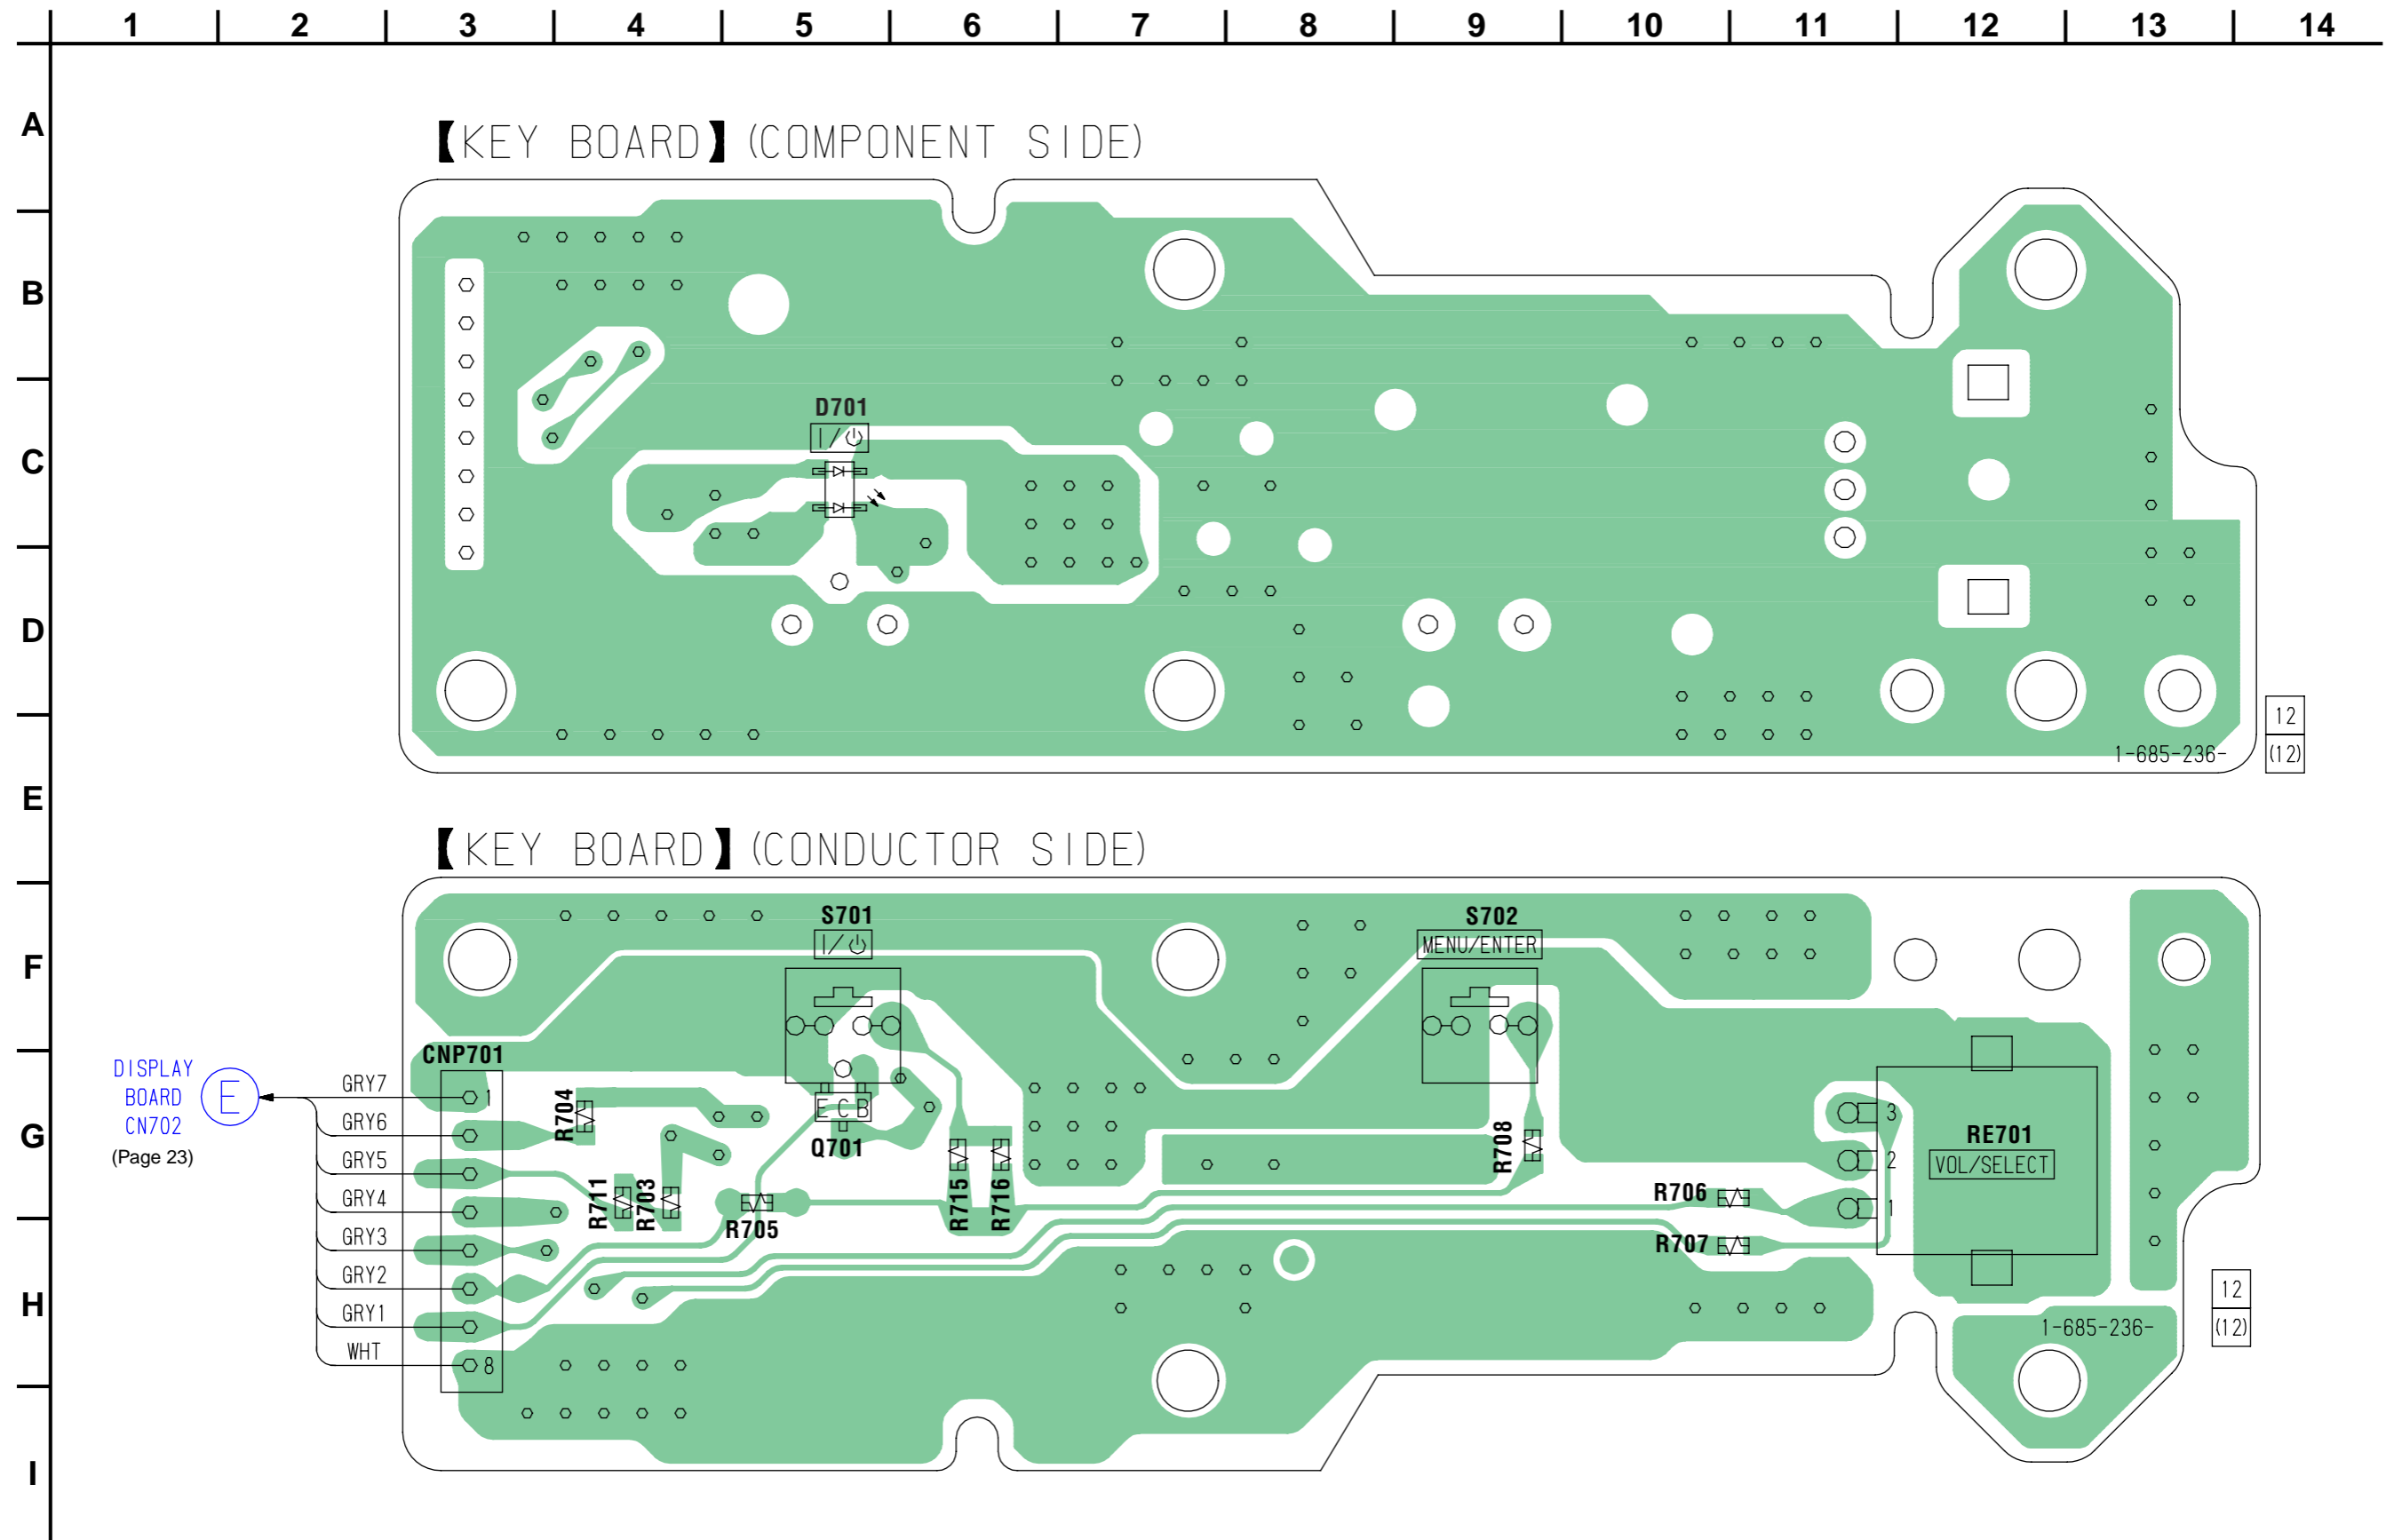 1 2 3 4 5 6 7 8 9 10 11 12 13 14
A
【KEY BOARD】(COMPONENT SIDE)
B
D701
I/⏻
C
D
12
1-685-236-
(12)
E
【KEY BOARD】(CONDUCTOR SIDE)
S701
I/⏻
S702
MENU/ENTER
F
CNP701
DISPLAY
BOARD
CN702
(Page 23)
E
GRY7
GRY6
GRY5
GRY4
GRY3
GRY2
GRY1
WHT
1
8
G
R704
R711
R703
E C B
Q701
R705
R715
R716
R708
R706
R707
3
2
1
RE701
VOL/SELECT
H
12
1-685-236-
(12)
I